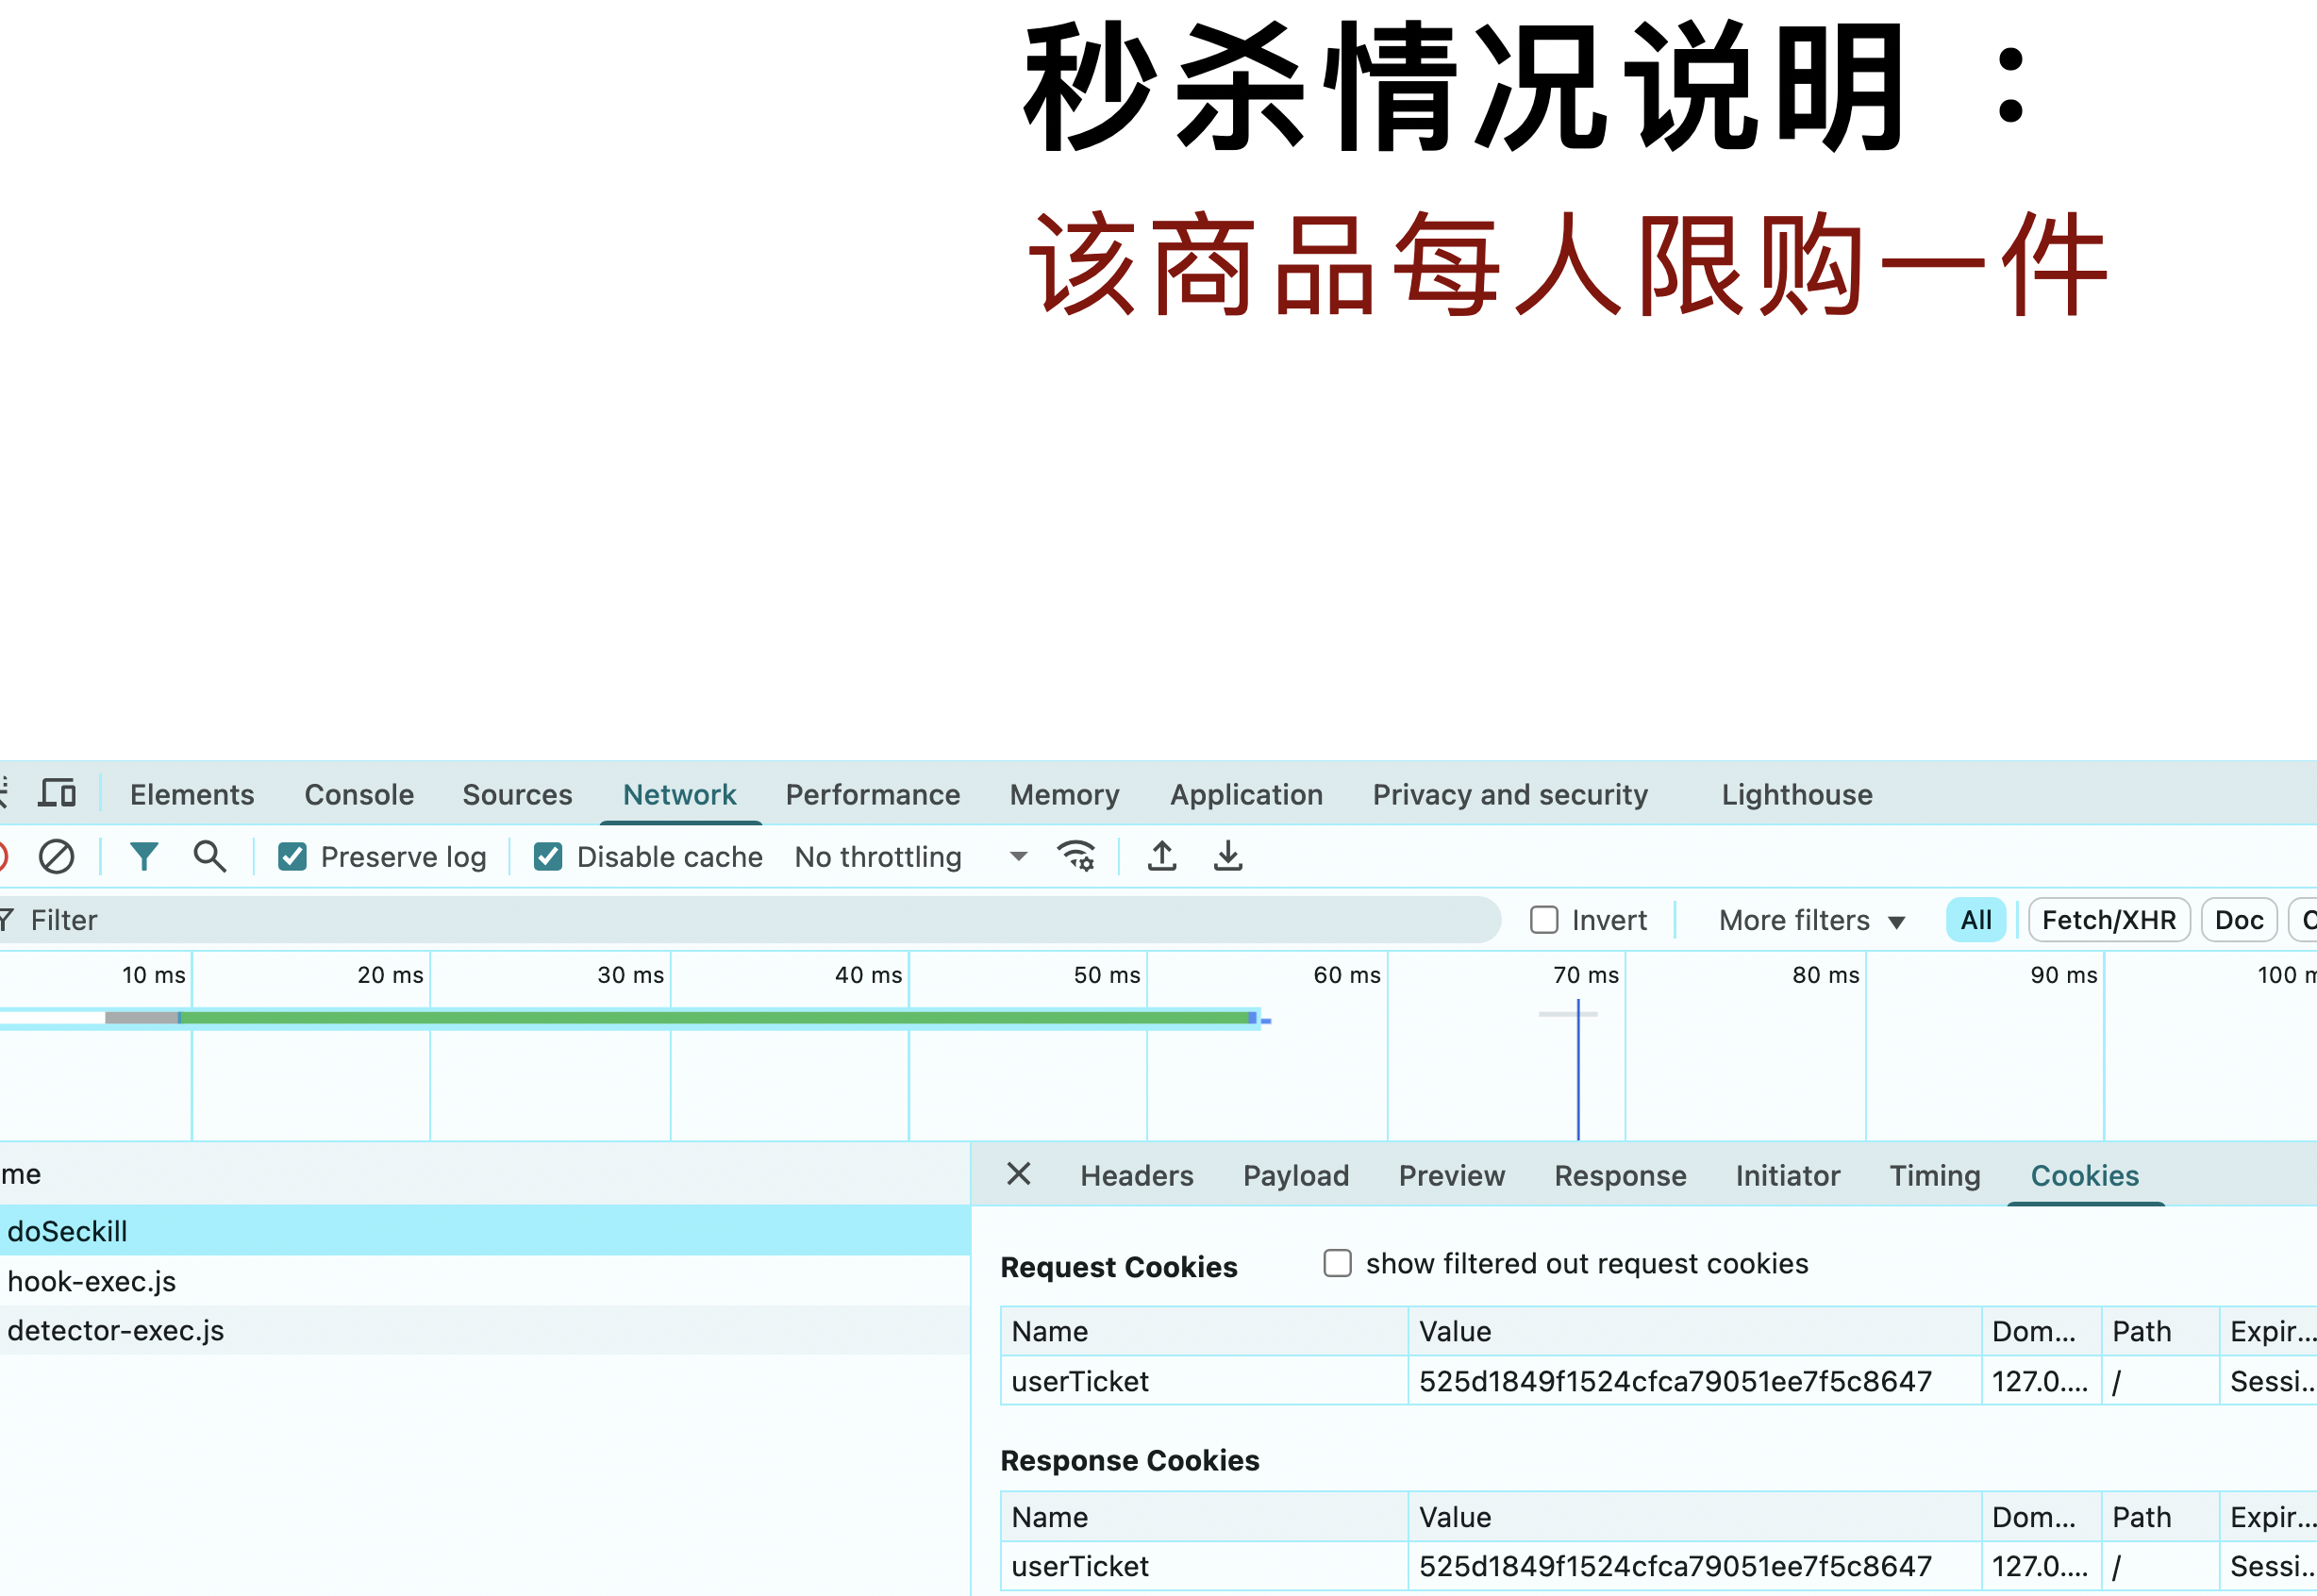 秒杀情况说明 ：
该商品每人限购一件
Elements Console Sources Network Performance Memory Application Privacy and security Lighthouse
Preserve log Disable cache No throttling
Filter Invert More filters All Fetch/XHR Doc
10 ms 20 ms 30 ms 40 ms 50 ms 60 ms 70 ms 80 ms 90 ms 100 m
me
Headers Payload Preview Response Initiator Timing Cookies
doSeckill
hook-exec.js
detector-exec.js
Request Cookies show filtered out request cookies
Name Value Dom... Path Expir...
userTicket 525d1849f1524cfca79051ee7f5c8647 127.0.... / Sessi...
Response Cookies
Name Value Dom... Path Expir...
userTicket 525d1849f1524cfca79051ee7f5c8647 127.0.... / Sessi...